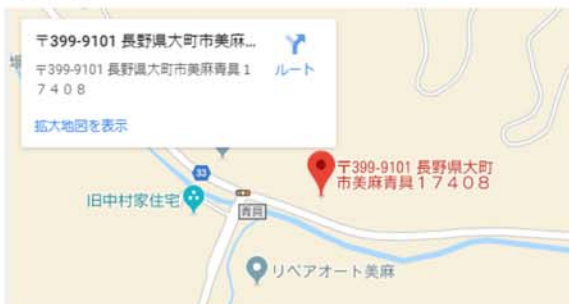 〒399-9101 長野県大町市美麻...
〒399-9101 長野県大町市美麻青具1
7408
ルート
拡大地図を表示
33
〒399-9101 長野県大町
市美麻青具17408
旧中村家住宅
青具
リペアオート美麻